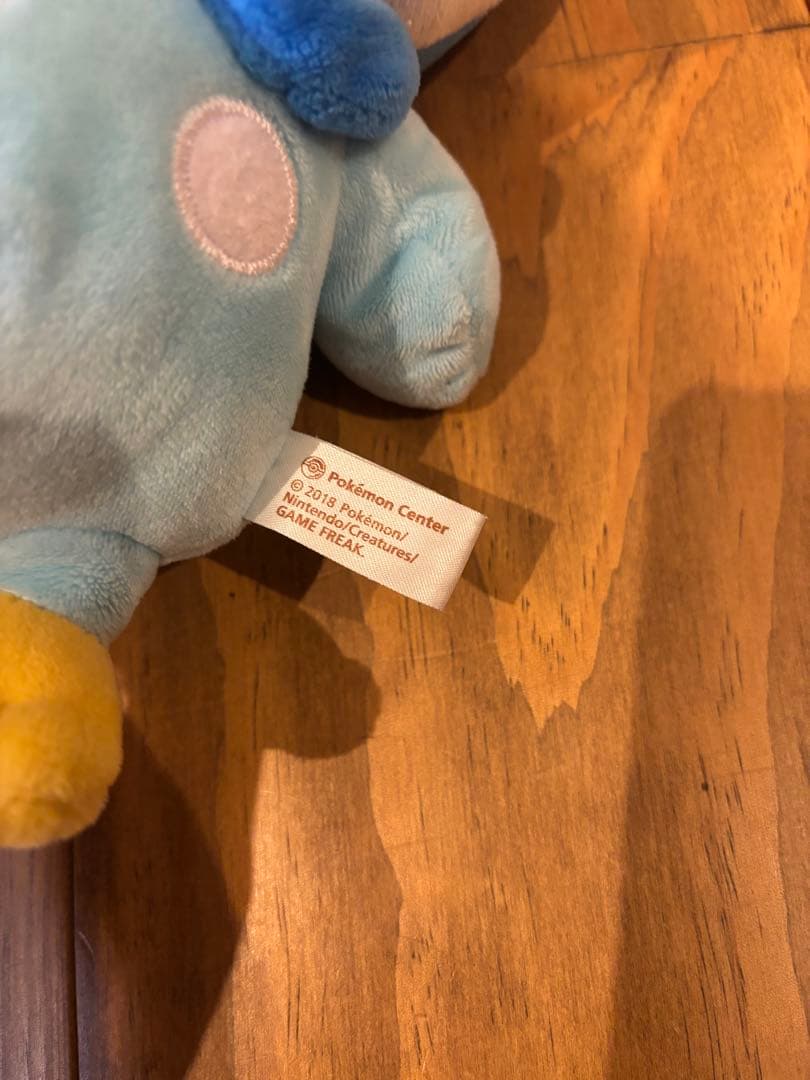 Pokémon Center
© 2018 Pokémon/
Nintendo/Creatures/
GAME FREAK.